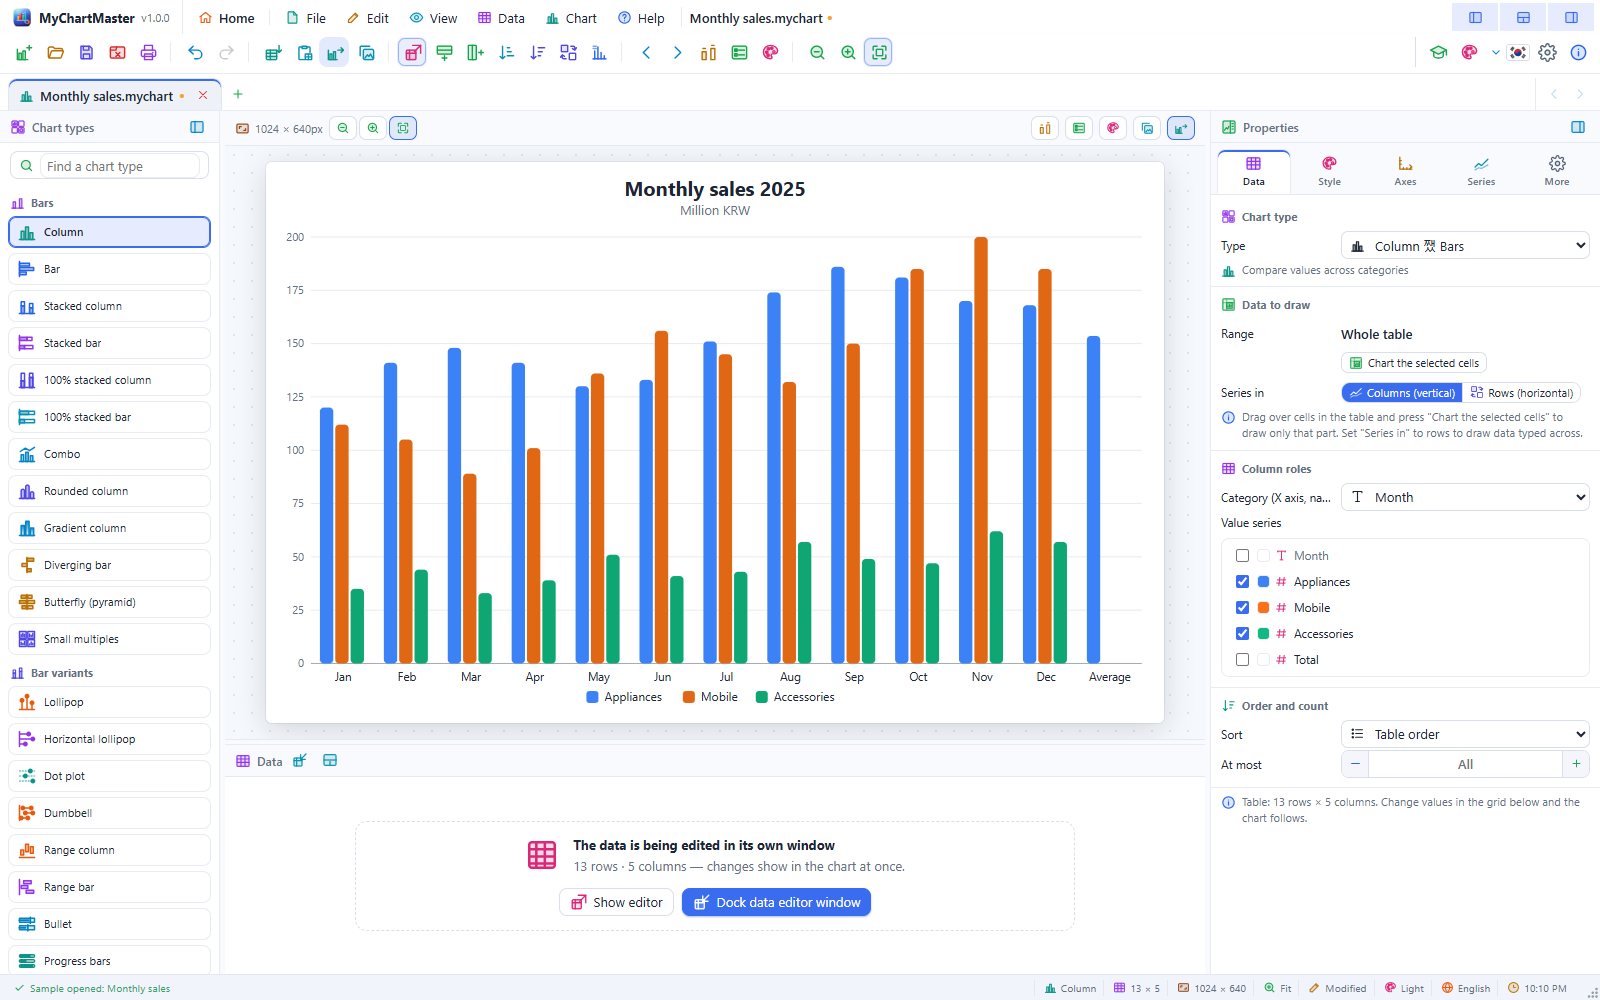 MyChartMaster v1.0.0
Home
File
Edit
View
Data
Chart
Help
Monthly sales.mychart
Monthly sales.mychart
Chart types
Find a chart type
Bars
Column
Bar
Stacked column
Stacked bar
100% stacked column
100% stacked bar
Combo
Rounded column
Gradient column
Diverging bar
Butterfly (pyramid)
Small multiples
Bar variants
Lollipop
Horizontal lollipop
Dot plot
Dumbbell
Range column
Range bar
Bullet
Progress bars
1024 × 640px
Monthly sales 2025
Million KRW
200
175
150
125
100
75
50
25
0
Jan Feb Mar Apr May Jun Jul Aug Sep Oct Nov Dec Average
Appliances Mobile Accessories
Data
The data is being edited in its own window
13 rows · 5 columns — changes show in the chart at once.
Show editor
Dock data editor window
Properties
Data
Style
Axes
Series
More
Chart type
Type
Column 쩠 Bars
Compare values across categories
Data to draw
Range
Whole table
Chart the selected cells
Series in
Columns (vertical)
Rows (horizontal)
Drag over cells in the table and press "Chart the selected cells" to
draw only that part. Set "Series in" to rows to draw data typed across.
Column roles
Category (X axis, na...
Month
Value series
Month
Appliances
Mobile
Accessories
Total
Order and count
Sort
Table order
At most
All
Table: 13 rows × 5 columns. Change values in the grid below and the
chart follows.
Sample opened: Monthly sales
Column
13 × 5
1024 × 640
Fit
Modified
Light
English
10:10 PM